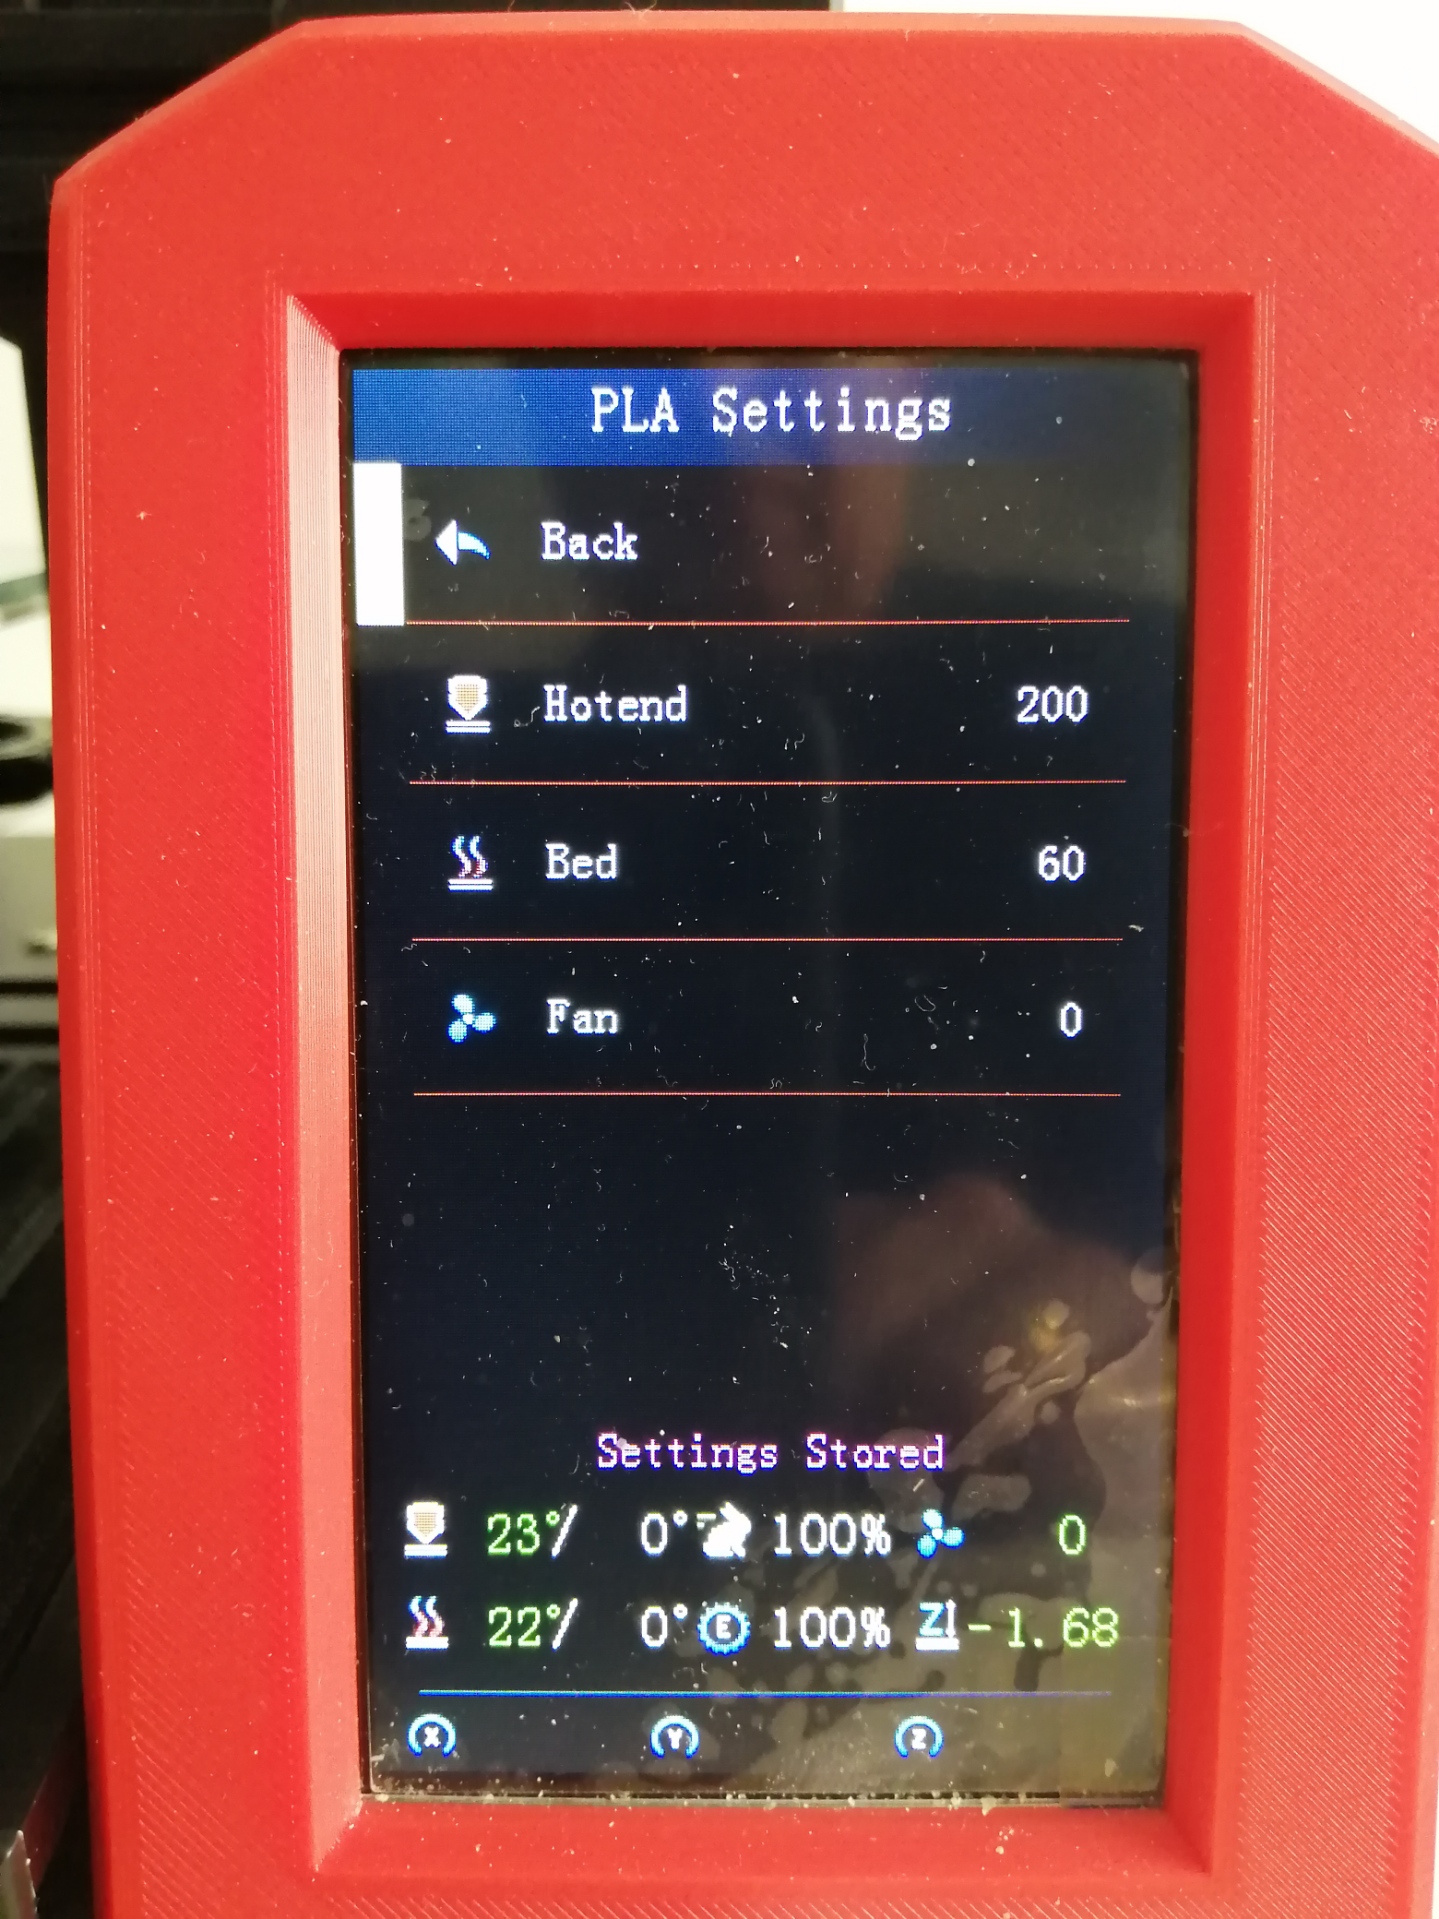 PLA Settings
Back
Hotend 200
Bed 60
Fan 0
Settings Stored
23°/ 0° 100% 0
22°/ 0° E 100% Z -1.68
X Y Z